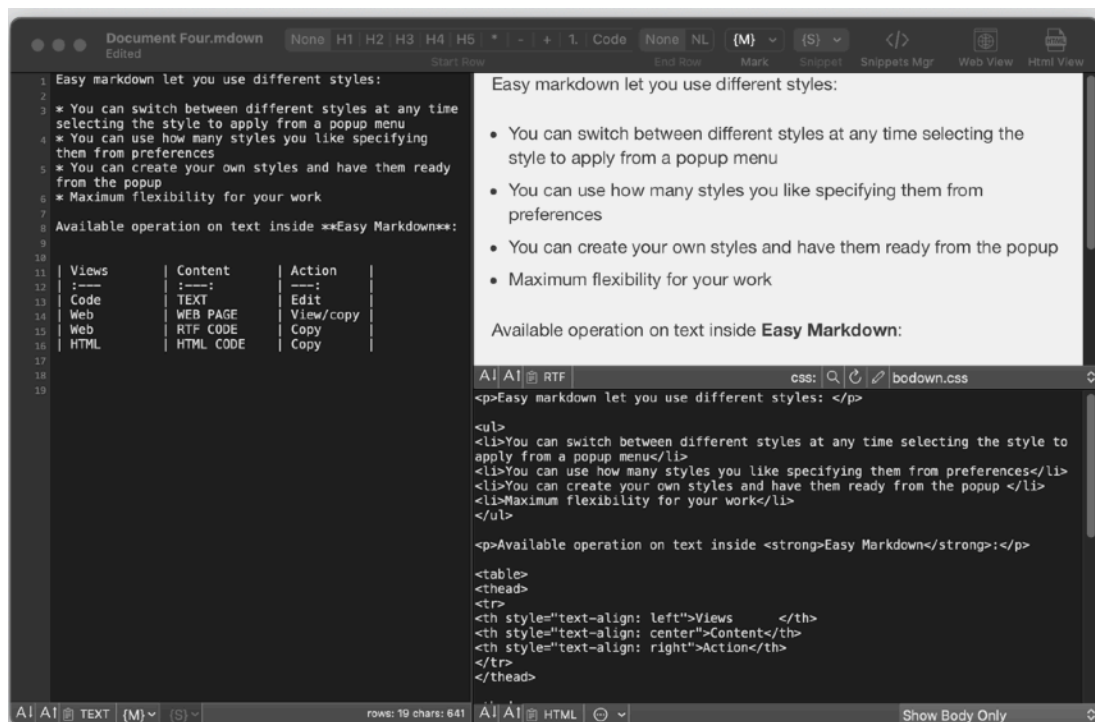 Document Four.mdown
Edited
None H1 H2 H3 H4 H5 * - + 1. Code None NL {M} {S} </>
Start Row End Row Mark Snippet Snippets Mgr Web View Html View
1 Easy markdown let you use different styles:
2
3 * You can switch between different styles at any time
selecting the style to apply from a popup menu
4 * You can use how many styles you like specifying
them from preferences
5 * You can create your own styles and have them ready
from the popup
6 * Maximum flexibility for your work
7
8 Available operation on text inside **Easy Markdown**:
9
10
11 | Views | Content | Action |
12 | :--- | :---: | ---: |
13 | Code | TEXT | Edit |
14 | Web | WEB PAGE | View/copy |
15 | Web | RTF CODE | Copy |
16 | HTML | HTML CODE | Copy |
17
18
19
A↓ A↑ TEXT {M} {S} rows: 19 chars: 641
Easy markdown let you use different styles:
• You can switch between different styles at any time selecting the
style to apply from a popup menu
• You can use how many styles you like specifying them from
preferences
• You can create your own styles and have them ready from the popup
• Maximum flexibility for your work
Available operation on text inside Easy Markdown:
A↓ A↑ RTF css: bodown.css
<p>Easy markdown let you use different styles: </p>
<ul>
<li>You can switch between different styles at any time selecting the style to
apply from a popup menu</li>
<li>You can use how many styles you like specifying them from preferences</li>
<li>You can create your own styles and have them ready from the popup </li>
<li>Maximum flexibility for your work</li>
</ul>
<p>Available operation on text inside <strong>Easy Markdown</strong>:</p>
<table>
<thead>
<tr>
<th style="text-align: left">Views </th>
<th style="text-align: center">Content</th>
<th style="text-align: right">Action</th>
</tr>
</thead>
A↓ A↑ HTML Show Body Only